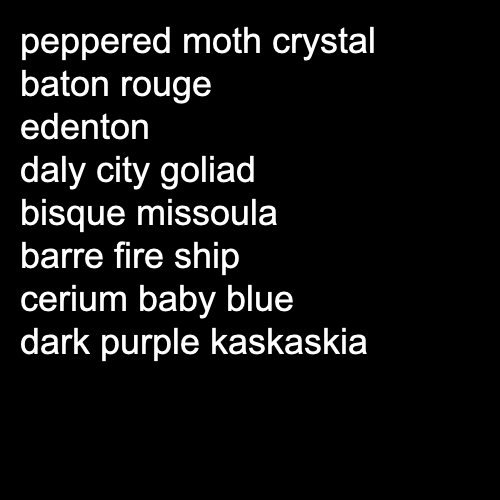 peppered moth crystal
baton rouge
edenton
daly city goliad
bisque missoula
barre fire ship
cerium baby blue
dark purple kaskaskia